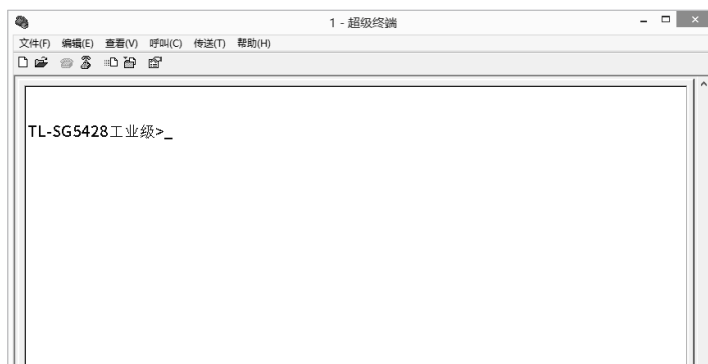 1 - 超级终端
文件(F) 编辑(E) 查看(V) 呼叫(C) 传送(T) 帮助(H)
TL-SG5428工业级>_